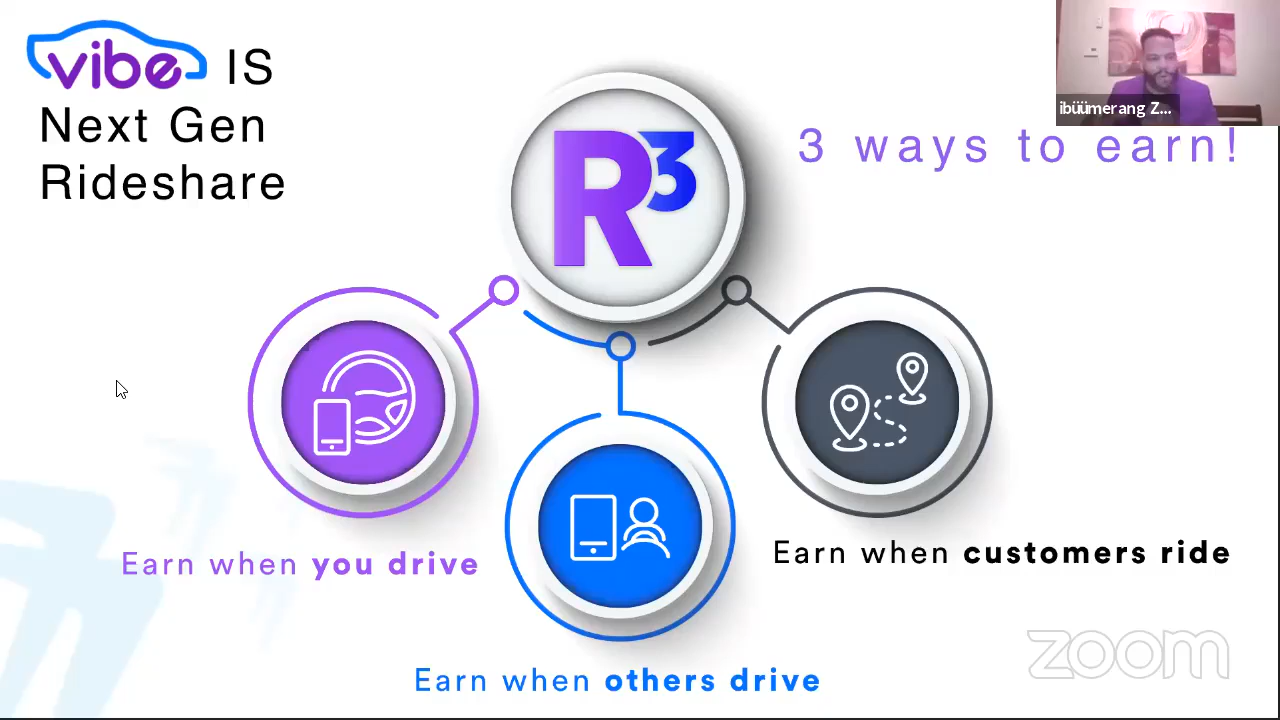 vibe IS
Next Gen
Rideshare
R³
ibüümerang Z...
3 ways to earn!
Earn when you drive
Earn when customers ride
Earn when others drive
zoom